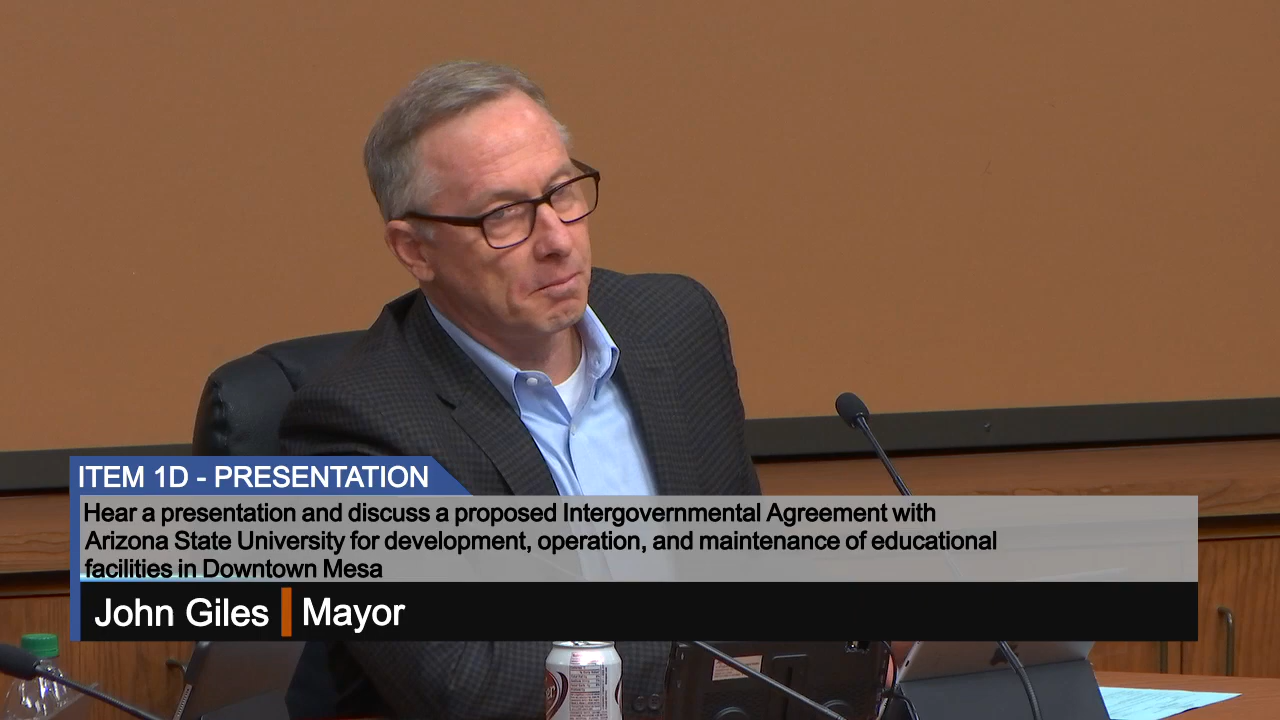 ITEM 1D - PRESENTATION
Hear a presentation and discuss a proposed Intergovernmental Agreement with
Arizona State University for development, operation, and maintenance of educational
facilities in Downtown Mesa
John Giles | Mayor